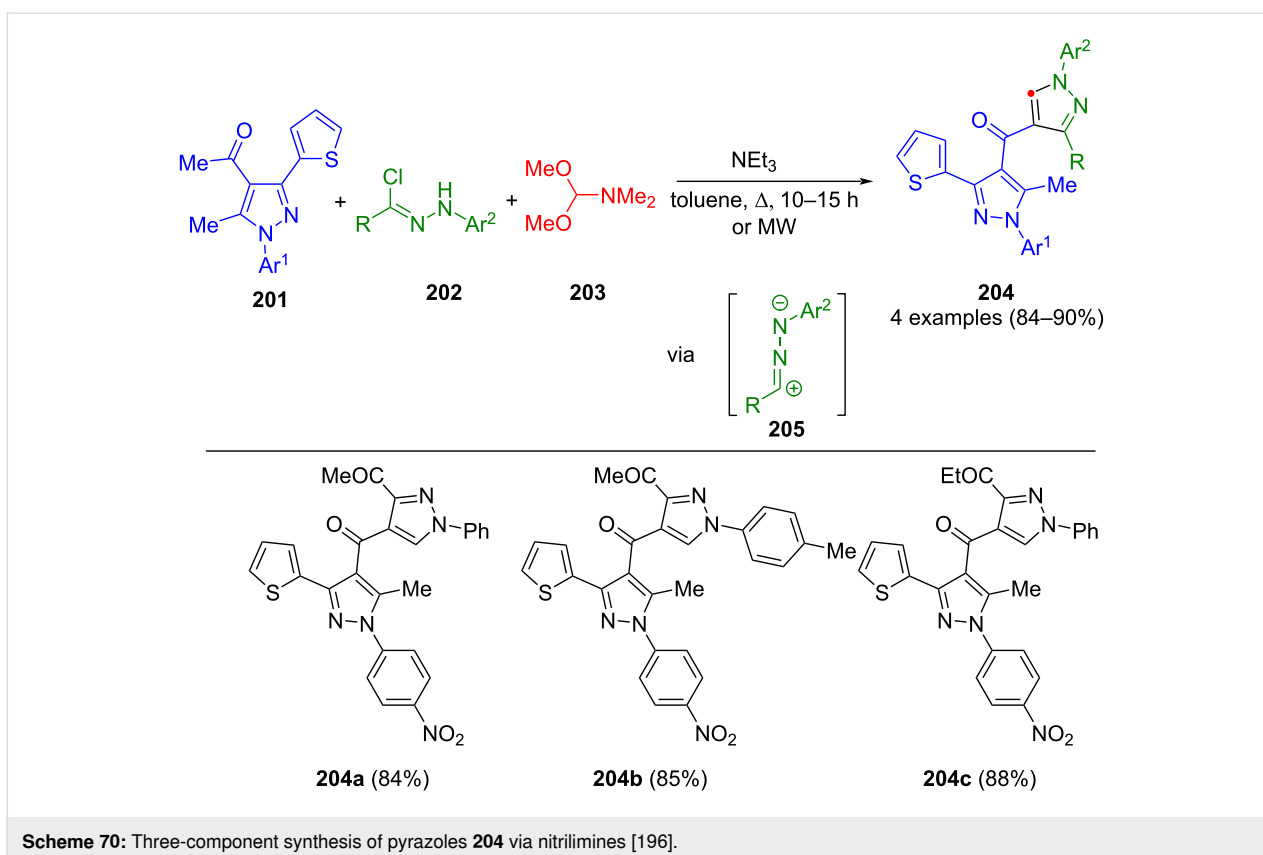 O
Me
S
Me
N
N
Ar1
201
+
Cl
R
N
H
N
Ar2
202
+
MeO
NMe2
MeO
203
NEt3
toluene, Δ, 10–15 h
or MW
Ar2
N
N
O
R
S
Me
N
N
Ar1
204
4 examples (84–90%)
via
⊖
N
Ar2
N
⊕
R
205
MeOC
N
N
Ph
O
S
Me
N
N
NO2
204a (84%)
MeOC
N
N
Me
O
S
Me
N
N
NO2
204b (85%)
EtOC
N
N
Ph
O
S
Me
N
N
NO2
204c (88%)
Scheme 70: Three-component synthesis of pyrazoles 204 via nitrilimines [196].